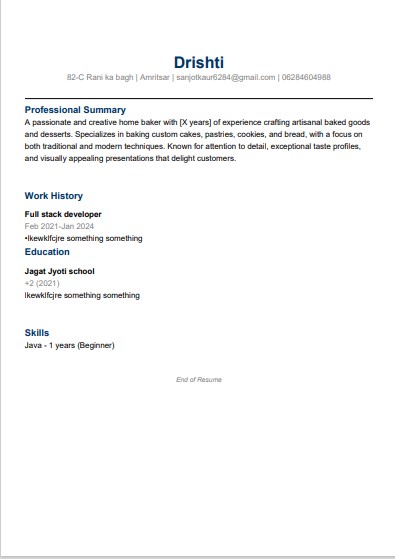 Drishti
82-C Rani ka bagh | Amritsar | sanjotkaur6284@gmail.com | 06284604988
Professional Summary
A passionate and creative home baker with [X years] of experience crafting artisanal baked goods
and desserts. Specializes in baking custom cakes, pastries, cookies, and bread, with a focus on
both traditional and modern techniques. Known for attention to detail, exceptional taste profiles,
and visually appealing presentations that delight customers.
Work History
Full stack developer
Feb 2021-Jan 2024
•lkewklfcjre something something
Education
Jagat Jyoti school
+2 (2021)
lkewklfcjre something something
Skills
Java - 1 years (Beginner)
End of Resume